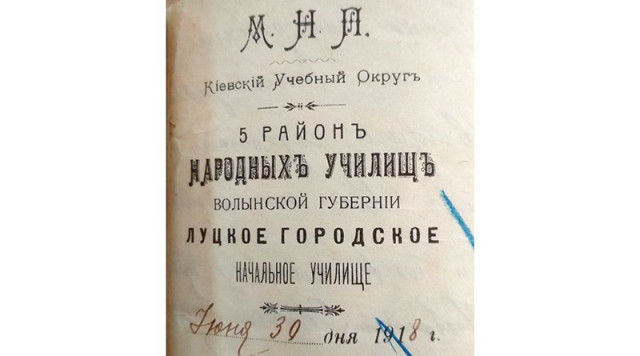 М. Н. П.
Кіевскій Учебный Округъ
5 РАЙОНЪ
НАРОДНЫХЪ УЧИЛИЩЪ
ВОЛЫНСКОЙ ГУБЕРНІИ
ЛУЦКОЕ ГОРОДСКОЕ
НАЧАЛЬНОЕ УЧИЛИЩЕ
Іюня 30 дня 1918 г.